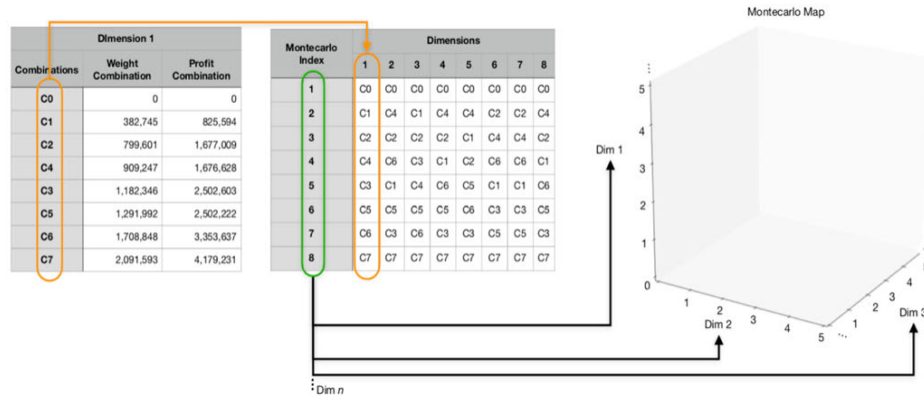 DImension 1
Combinations Weight Combination Profit Combination
C0 0 0
C1 382,745 825,594
C2 799,601 1,677,009
C4 909,247 1,676,628
C3 1,182,346 2,502,603
C5 1,291,992 2,502,222
C6 1,708,848 3,353,637
C7 2,091,593 4,179,231
Montecarlo Index Dimensions
1 2 3 4 5 6 7 8
1 C0 C0 C0 C0 C0 C0 C0 C0
2 C1 C4 C1 C4 C4 C2 C2 C4
3 C2 C2 C2 C2 C1 C4 C4 C2
4 C4 C6 C3 C1 C2 C6 C6 C1
5 C3 C1 C4 C6 C5 C1 C1 C6
6 C5 C5 C5 C5 C6 C3 C3 C5
7 C6 C3 C6 C3 C3 C5 C5 C3
8 C7 C7 C7 C7 C7 C7 C7 C7
Dim n
Montecarlo Map
⋮
5
4
3
2
1
0
Dim 1
1 2 3 4 5 ...
Dim 2
1 2 3 4
Dim 3